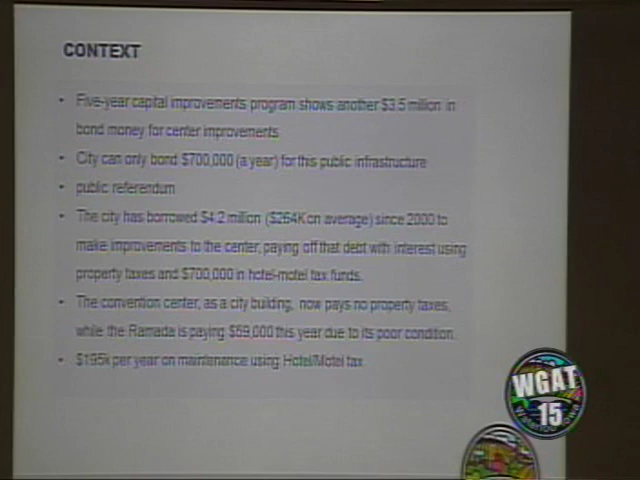 CONTEXT
• Five-year capital improvements program shows another $3.5 million in
bond money for center improvements
• City can only bond $700,000 (a year) for this public infrastructure
• public referendum
• The city has borrowed $4.2 million ($264K on average) since 2000 to
make improvements to the center, paying off that debt with interest using
property taxes and $700,000 in hotel-motel tax funds.
• The convention center, as a city building, now pays no property taxes,
while the Ramada is paying $59,000 this year due to its poor condition.
• $195k per year on maintenance using Hotel/Motel tax
WGAT
15